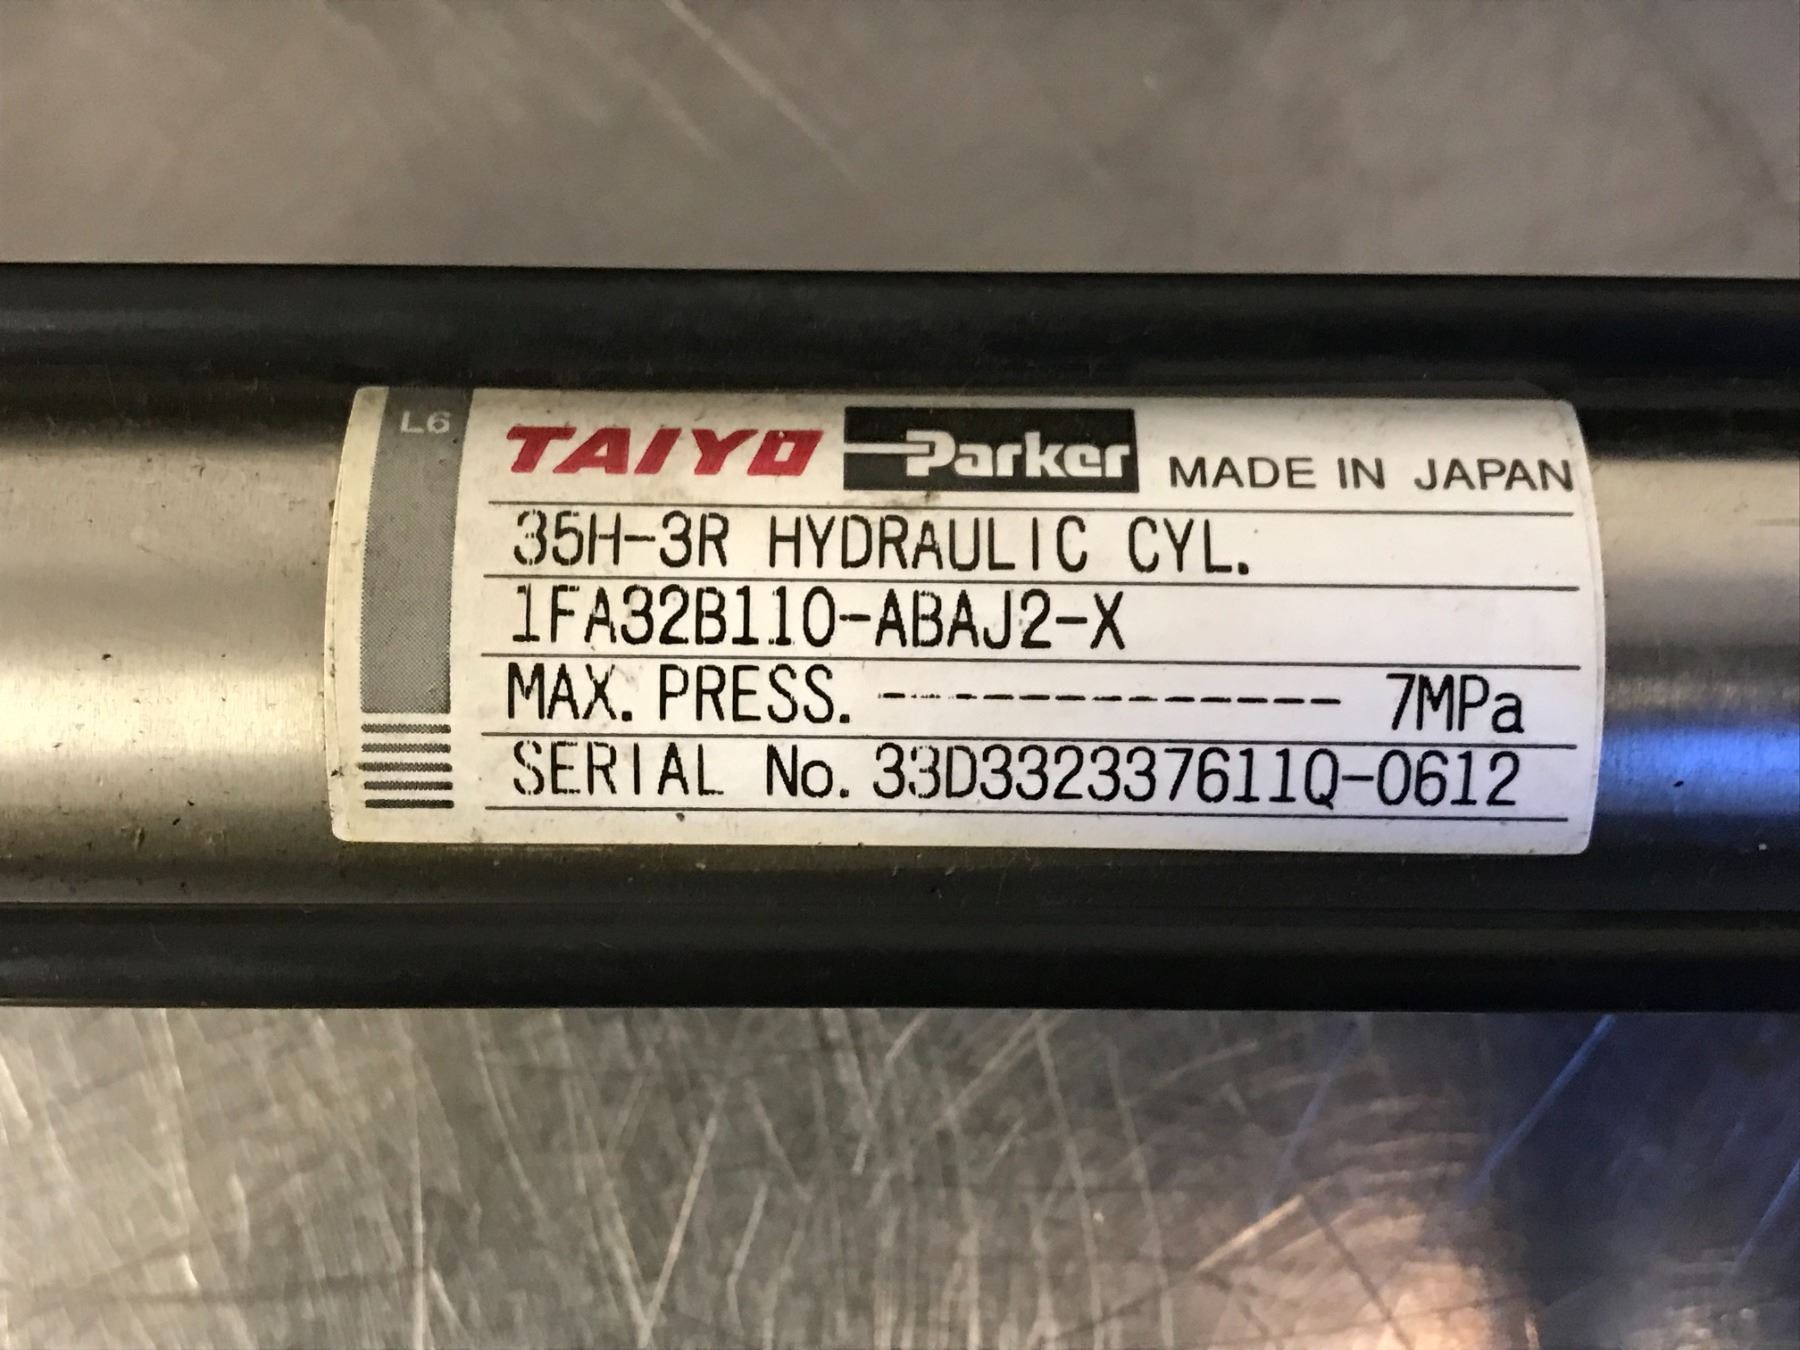 L6
TAIYO Parker MADE IN JAPAN
35H-3R HYDRAULIC CYL.
1FA32B110-ABAJ2-X
MAX. PRESS. ------------- 7MPa
SERIAL No. 33D332337611Q-0612